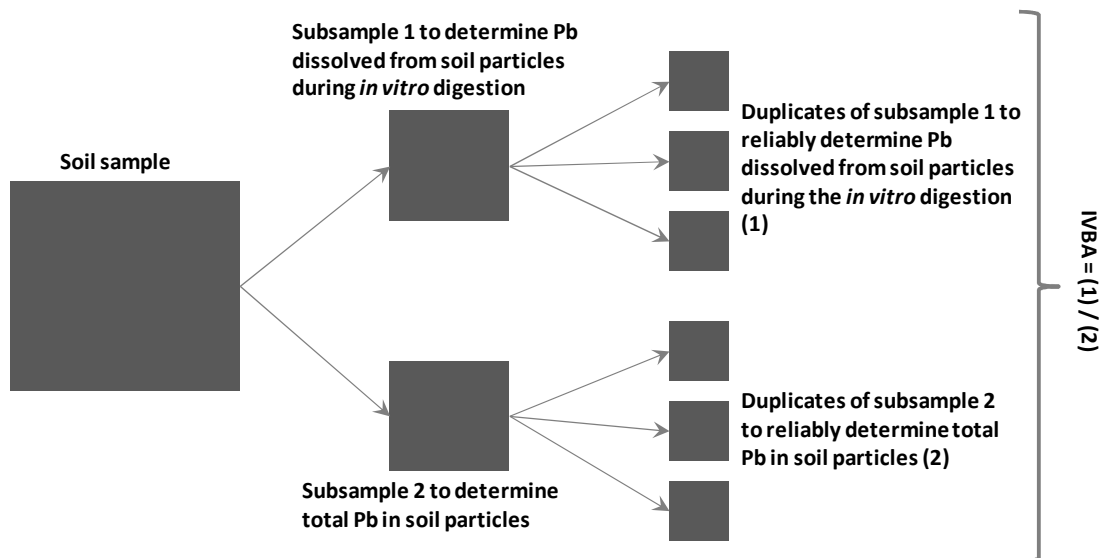 Subsample 1 to determine Pb
dissolved from soil particles
during in vitro digestion
Soil sample
Duplicates of subsample 1 to
reliably determine Pb
dissolved from soil particles
during the in vitro digestion
(1)
Subsample 2 to determine
total Pb in soil particles
Duplicates of subsample 2
to reliably determine total
Pb in soil particles (2)
IVBA = (1) / (2)